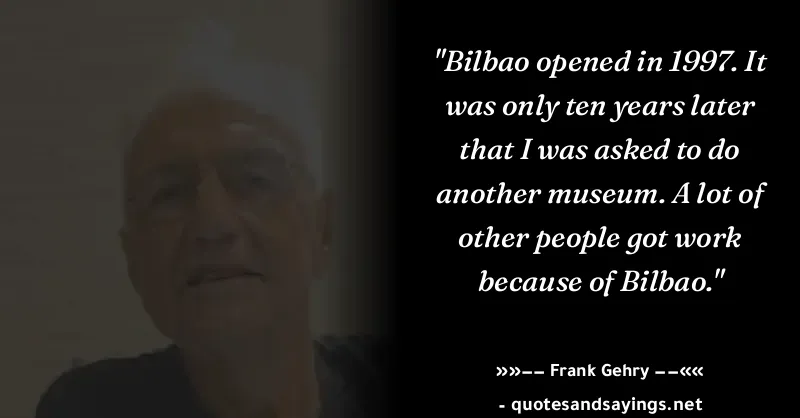 "Bilbao opened in 1997. It
was only ten years later
that I was asked to do
another museum. A lot of
other people got work
because of Bilbao."
»»−− Frank Gehry −−««
- quotesandsayings.net